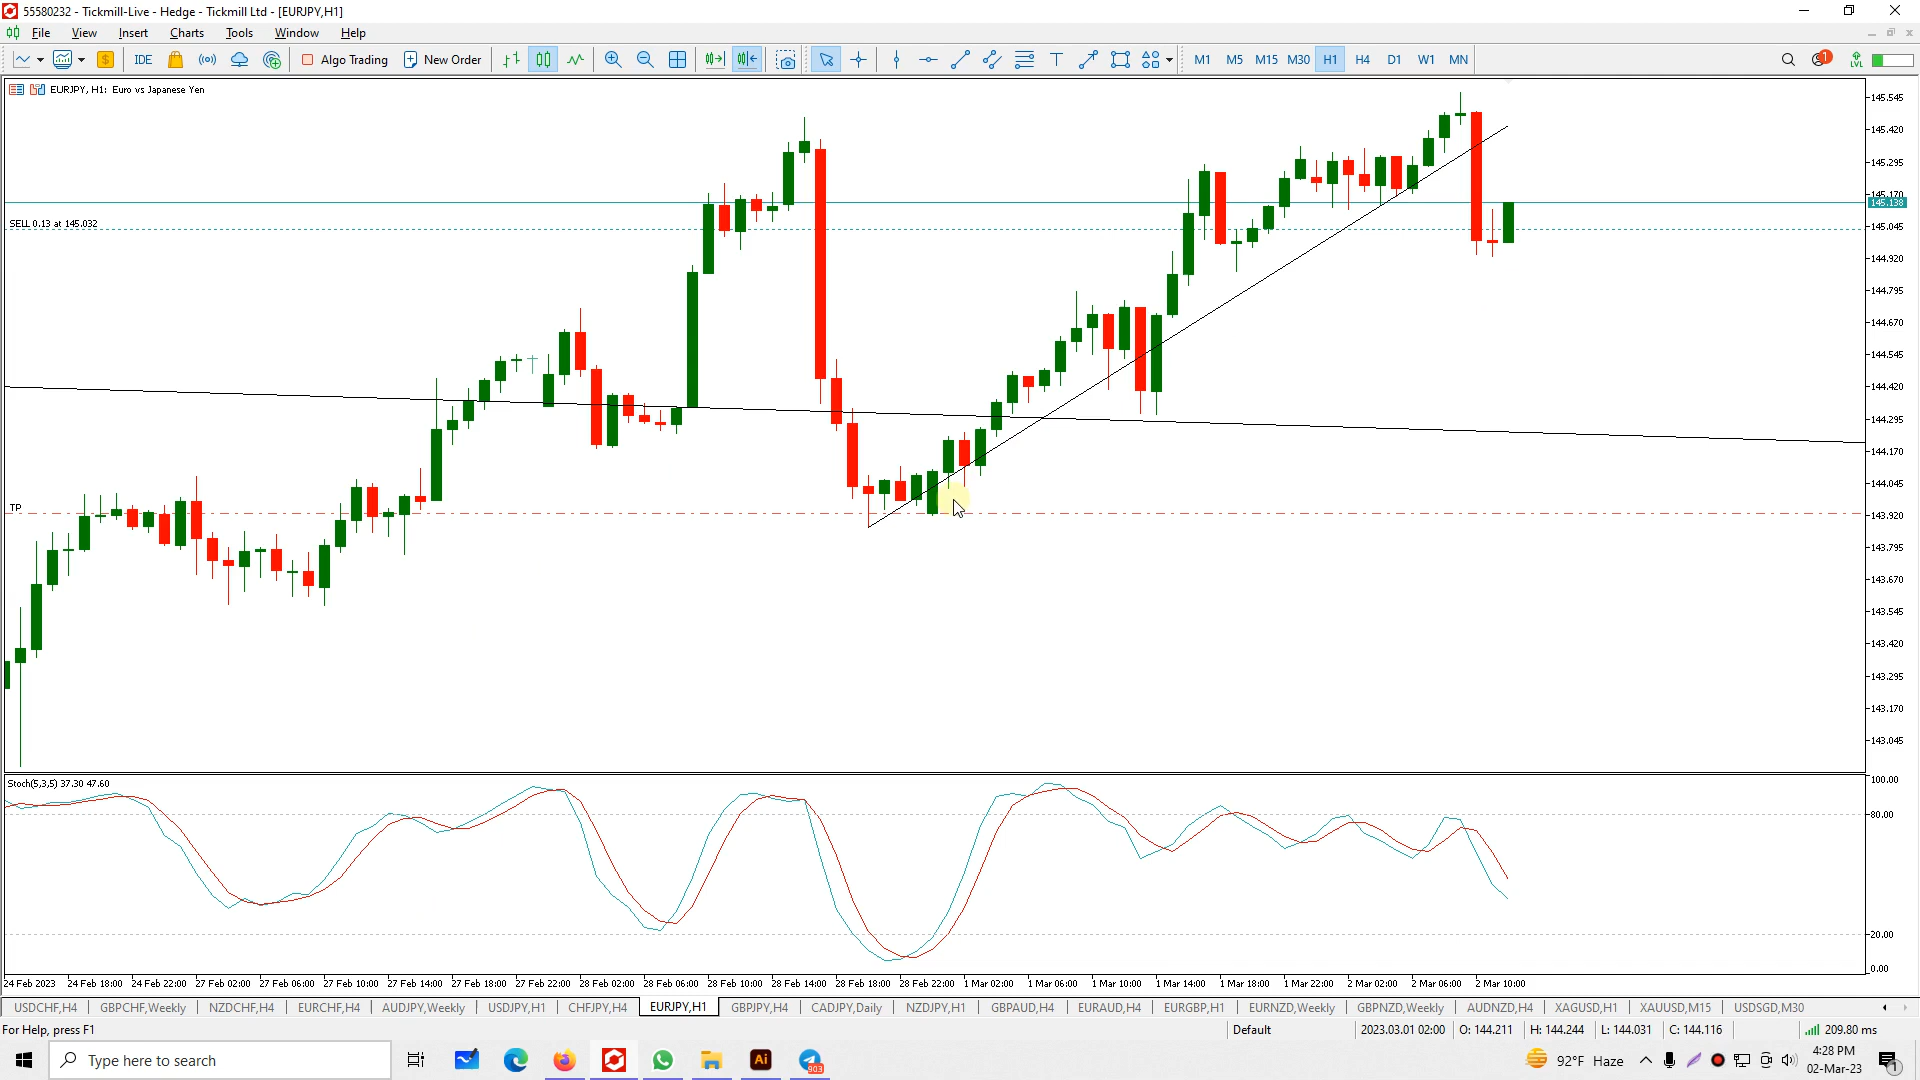 55580232 - Tickmill-Live - Hedge - Tickmill Ltd - [EURJPY,H1]
File View Insert Charts Tools Window Help
IDE Algo Trading New Order M1 M5 M15 M30 H1 H4 D1 W1 MN 1 LVL
EURJPY, H1: Euro vs Japanese Yen
145.545
145.420
145.295
145.170
145.138
SELL 0.13 at 145.032
145.045
144.920
144.795
144.670
144.545
144.420
144.295
144.170
144.045
TP
143.920
143.795
143.670
143.545
143.420
143.295
143.170
143.045
Stoch(5,3,5) 37.30 47.60
100.00
80.00
20.00
0.00
24 Feb 2023 24 Feb 18:00 24 Feb 22:00 27 Feb 02:00 27 Feb 06:00 27 Feb 10:00 27 Feb 14:00 27 Feb 18:00 27 Feb 22:00 28 Feb 02:00 28 Feb 06:00 28 Feb 10:00 28 Feb 14:00 28 Feb 18:00 28 Feb 22:00 1 Mar 02:00 1 Mar 06:00 1 Mar 10:00 1 Mar 14:00 1 Mar 18:00 1 Mar 22:00 2 Mar 02:00 2 Mar 06:00 2 Mar 10:00
USDCHF,H4 GBPCHF,Weekly NZDCHF,H4 EURCHF,H4 AUDJPY,Weekly USDJPY,H1 CHFJPY,H4 EURJPY,H1 GBPJPY,H4 CADJPY,Daily NZDJPY,H1 GBPAUD,H4 EURAUD,H4 EURGBP,H1 EURNZD,Weekly GBPNZD,Weekly AUDNZD,H4 XAGUSD,H1 XAUUSD,M15 USDSGD,M30
For Help, press F1 Default 2023.03.01 02:00 O: 144.211 H: 144.244 L: 144.031 C: 144.116 209.80 ms
Type here to search Ai 903 92°F Haze 4:28 PM 1
02-Mar-23